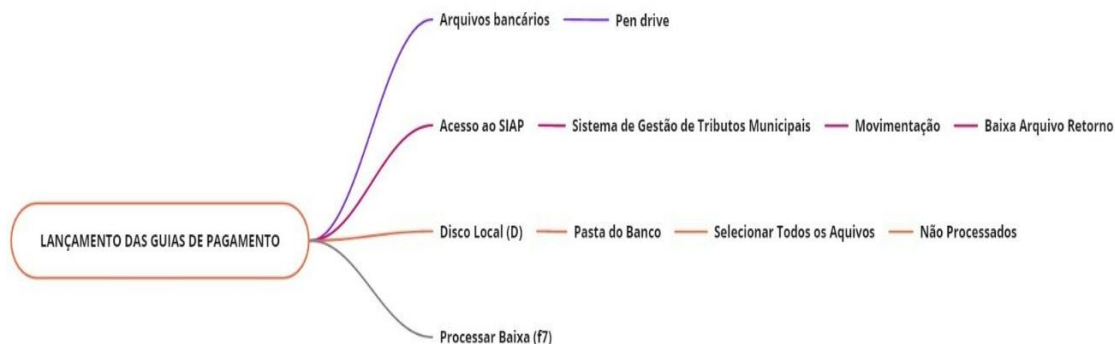 Arquivos bancários
Pen drive
Acesso ao SIAP
Sistema de Gestão de Tributos Municipais
Movimentação
Baixa Arquivo Retorno
LANÇAMENTO DAS GUIAS DE PAGAMENTO
Disco Local (D)
Pasta do Banco
Selecionar Todos os Aquivos
Não Processados
Processar Baixa (f7)